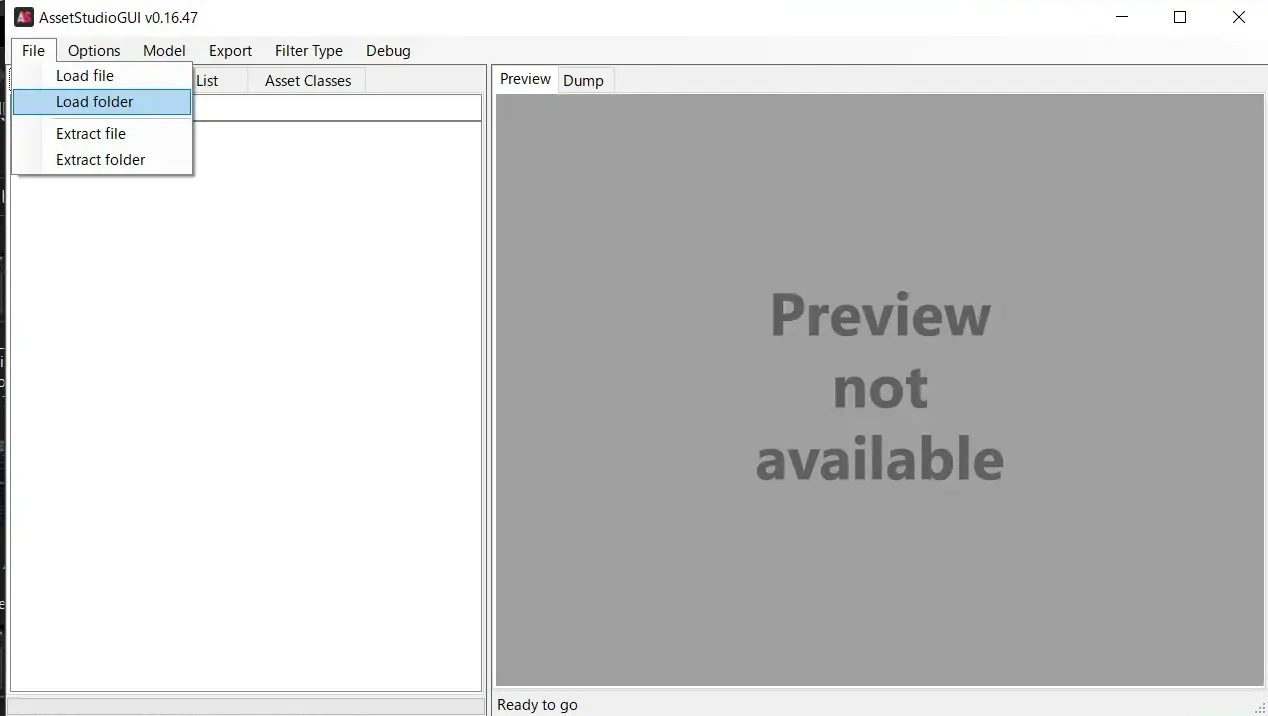 AssetStudioGUI v0.16.47
File Options Model Export Filter Type Debug
Load file
Load folder
Extract file
Extract folder
List Asset Classes
Preview Dump
Preview
not
available
Ready to go